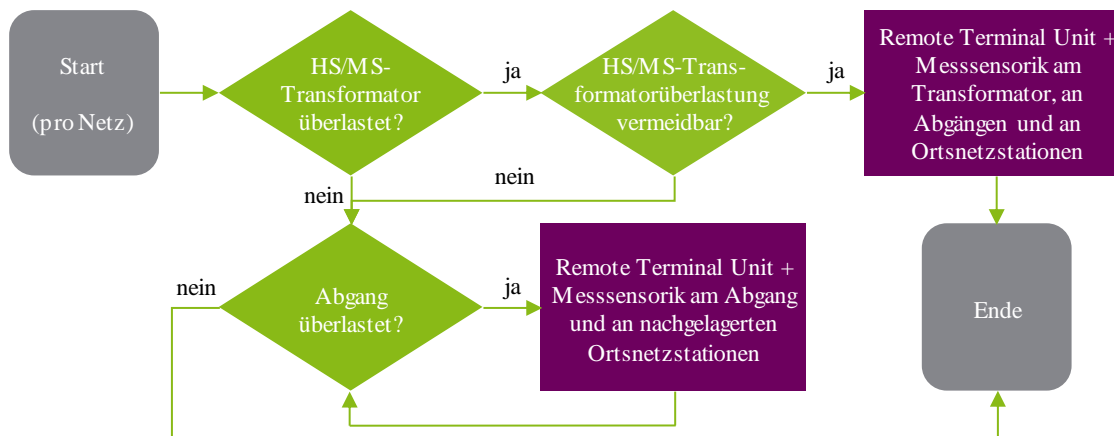 Start
(pro Netz)
HS/MS-
Transformator
überlastet?
ja
HS/MS-Trans-
formatorüberlastung
vermeidbar?
ja
Remote Terminal Unit +
Messsensorik am
Transformator, an
Abgängen und an
Ortsnetzstationen
nein
nein
nein
Abgang
überlastet?
ja
Remote Terminal Unit +
Messsensorik am Abgang
und an nachgelagerten
Ortsnetzstationen
Ende